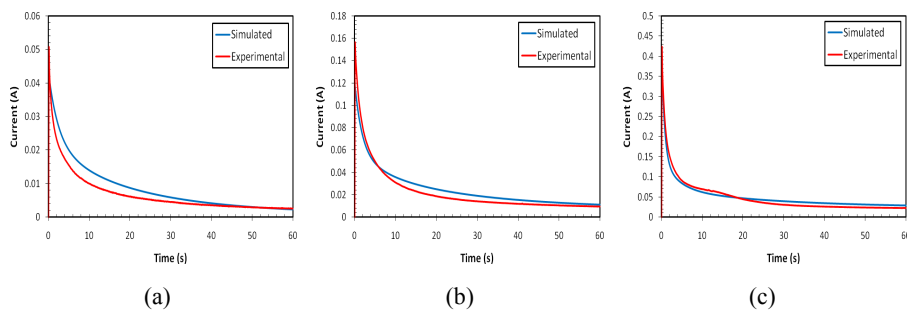 0.06
0.05
0.04
0.03
0.02
0.01
0
Current (A)
0 10 20 30 40 50 60
Time (s)
Simulated
Experimental
(a)
0.18
0.16
0.14
0.12
0.1
0.08
0.06
0.04
0.02
0
Current (A)
0 10 20 30 40 50 60
Time (s)
Simulated
Experimental
(b)
0.5
0.45
0.4
0.35
0.3
0.25
0.2
0.15
0.1
0.05
0
Current (A)
0 10 20 30 40 50 60
Time (s)
Simulated
Experimental
(c)